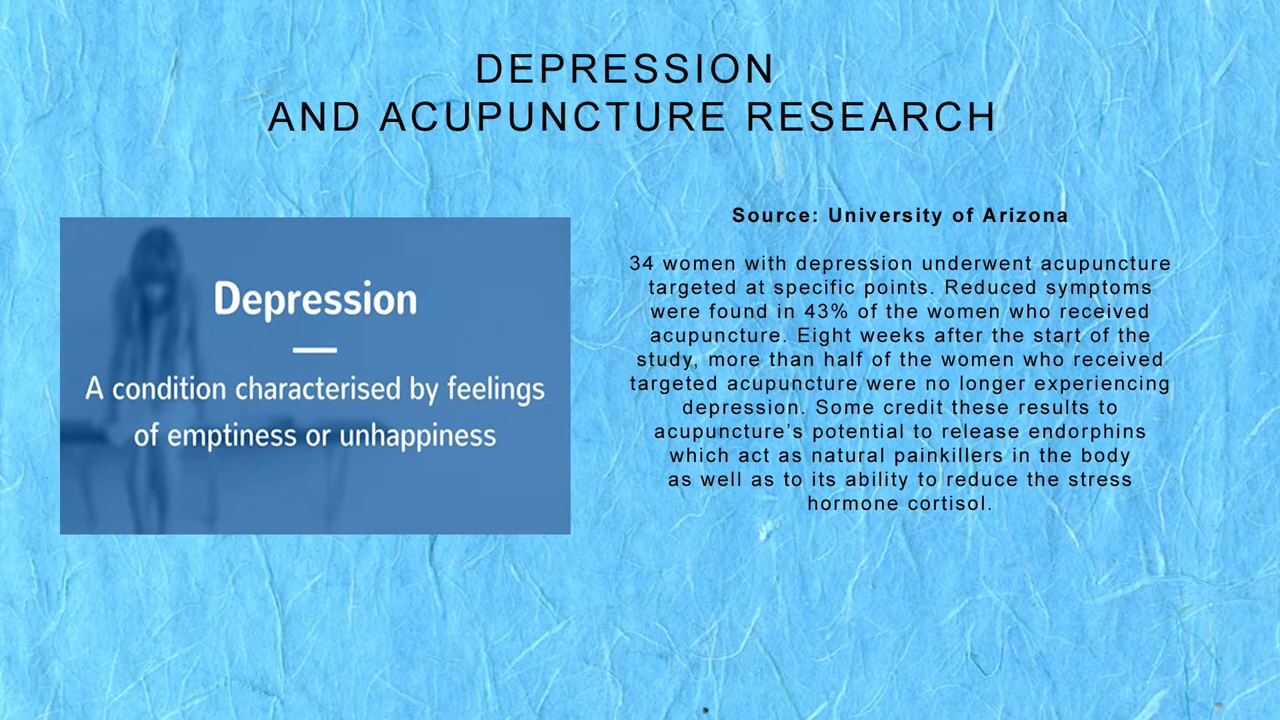 DEPRESSION
AND ACUPUNCTURE RESEARCH
Depression
A condition characterised by feelings
of emptiness or unhappiness
Source: University of Arizona
34 women with depression underwent acupuncture
targeted at specific points. Reduced symptoms
were found in 43% of the women who received
acupuncture. Eight weeks after the start of the
study, more than half of the women who received
targeted acupuncture were no longer experiencing
depression. Some credit these results to
acupuncture’s potential to release endorphins
which act as natural painkillers in the body
as well as to its ability to reduce the stress
hormone cortisol.